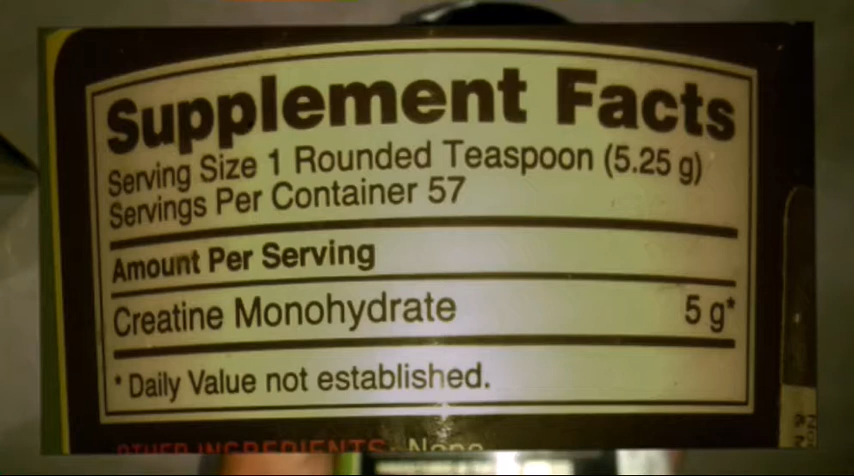 Supplement Facts
Serving Size 1 Rounded Teaspoon (5.25 g)
Servings Per Container 57
Amount Per Serving
Creatine Monohydrate 5 g*
* Daily Value not established.
OTHER INGREDIENTS: None